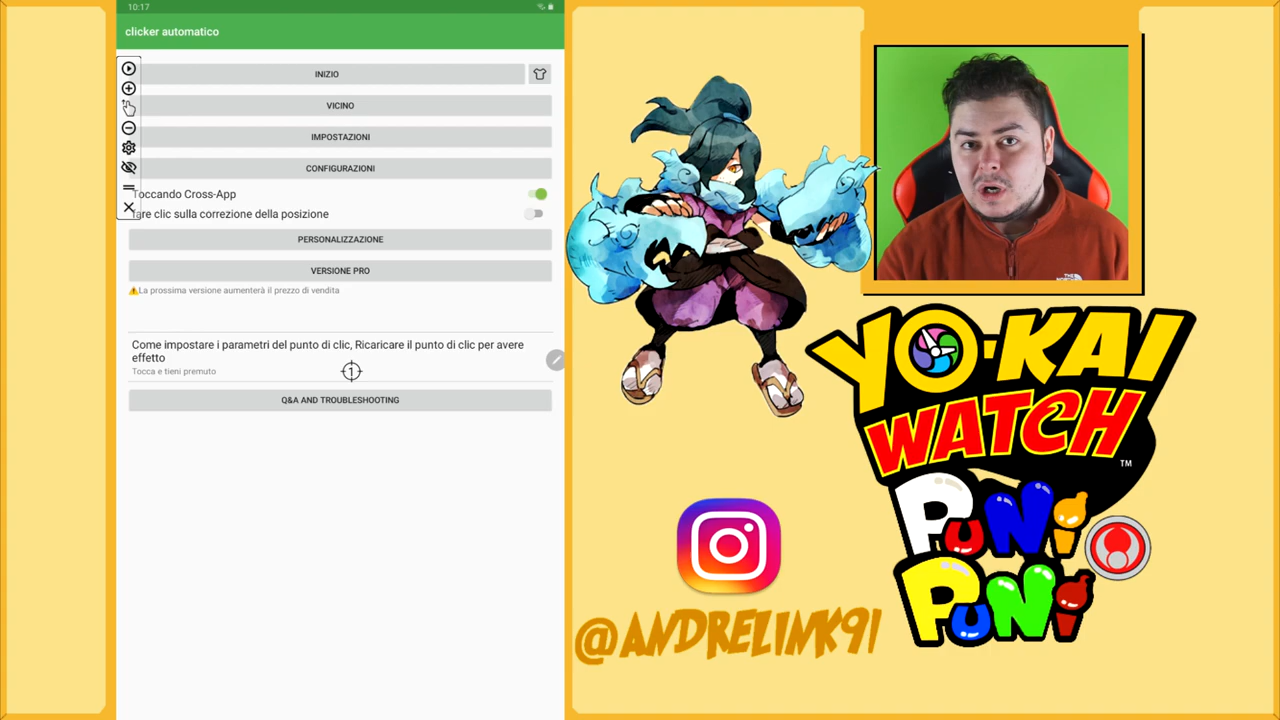 10:17
clicker automatico
INIZIO
VICINO
IMPOSTAZIONI
CONFIGURAZIONI
Toccando Cross-App
fare clic sulla correzione della posizione
PERSONALIZZAZIONE
VERSIONE PRO
La prossima versione aumenterà il prezzo di vendita
Come impostare i parametri del punto di clic, Ricaricare il punto di clic per avere
effetto
Tocca e tieni premuto
1
Q&A AND TROUBLESHOOTING
YO-KAI
WATCH
TM
PUNi
PUNi
@ANDRELINK91